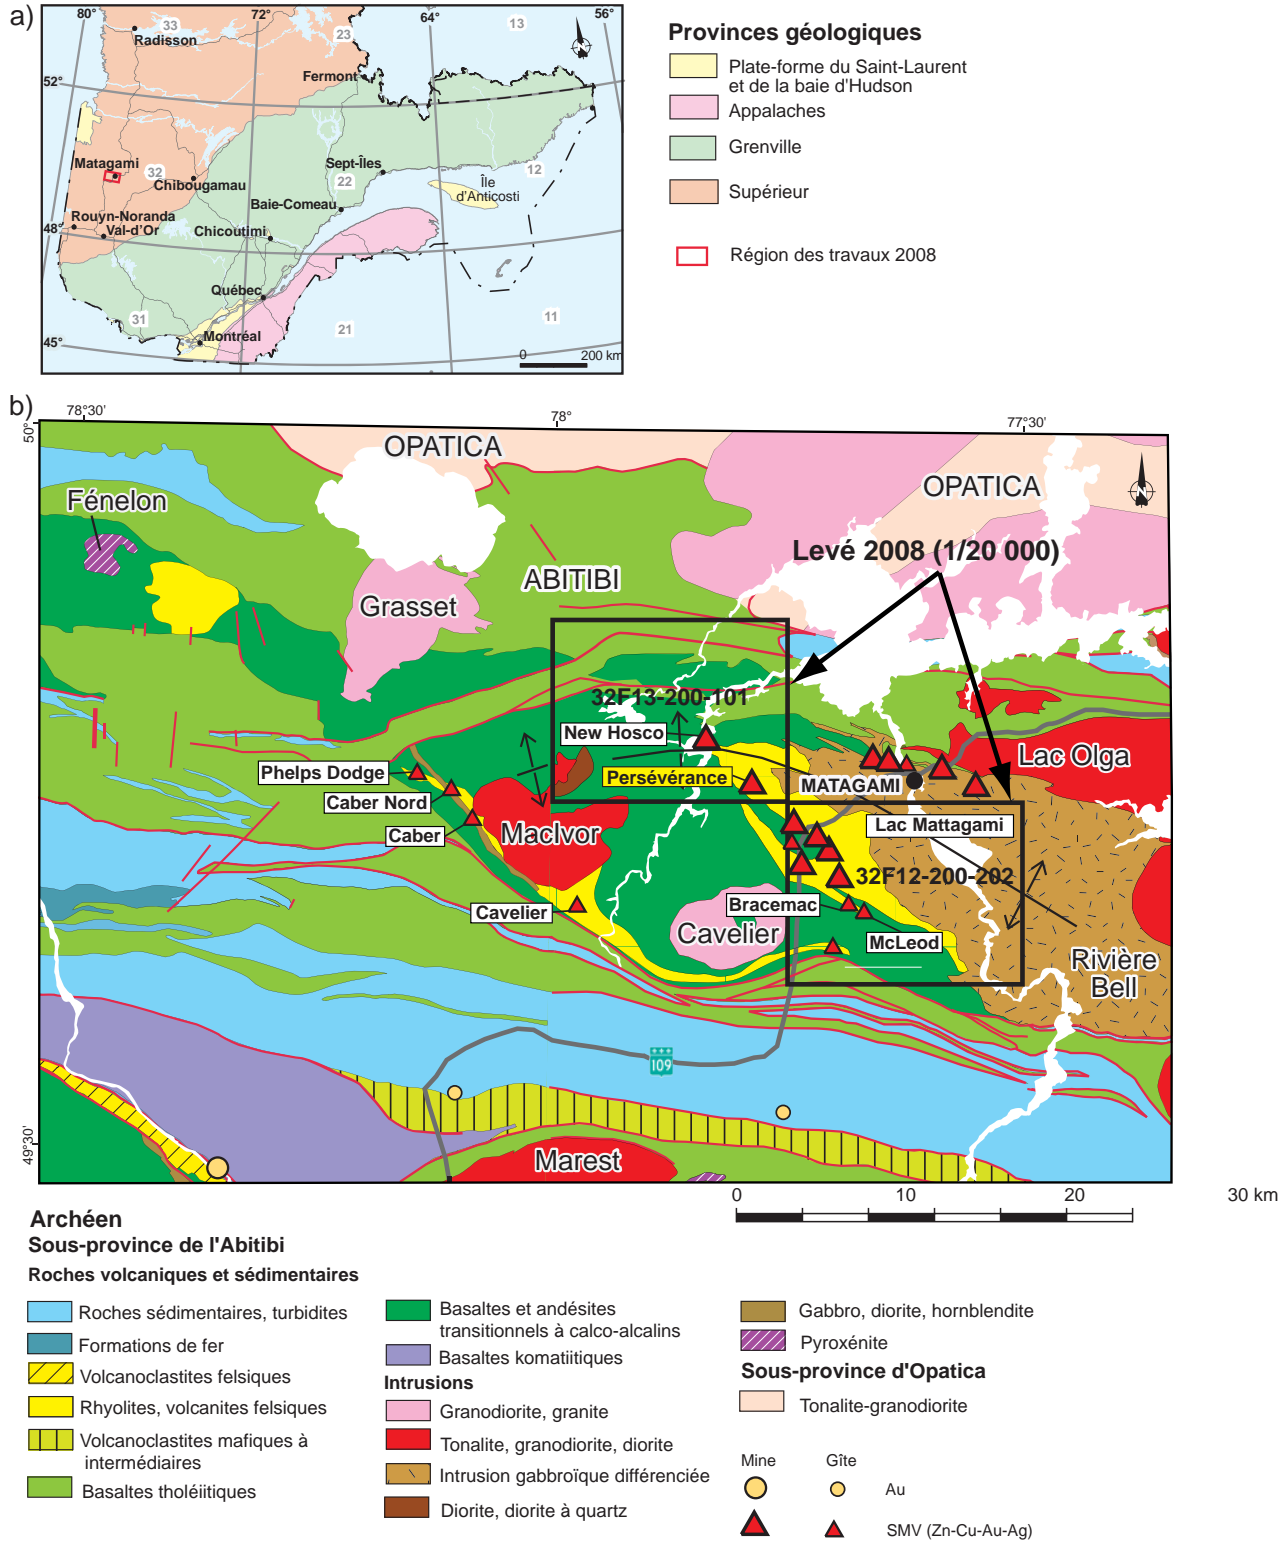 a)
80°
72°
64°
56°
33
23
13
Radisson
Fermont
52°
Matagami
32
Chibougamau
Sept-Îles
22
12
Île
d'Anticosti
Baie-Comeau
Rouyn-Noranda
Val-d'Or
48°
Chicoutimi
Québec
31
Montréal
21
11
45°
0
200 km
Provinces géologiques
Plate-forme du Saint-Laurent
et de la baie d'Hudson
Appalaches
Grenville
Supérieur
Région des travaux 2008
b)
78°30'
78°
77°30'
50°
OPATICA
OPATICA
N
Fénelon
Levé 2008 (1/20 000)
ABITIBI
Grasset
32F13-200-101
New Hosco
Lac Olga
Phelps Dodge
Persévérance
MATAGAMI
Caber Nord
MacIvor
Lac Mattagami
Caber
32F12-200-202
Cavelier
Bracemac
Cavelier
McLeod
Rivière
Bell
109
49°30'
Marest
0
10
20
30 km
Archéen
Sous-province de l'Abitibi
Roches volcaniques et sédimentaires
Roches sédimentaires, turbidites
Formations de fer
Volcanoclastites felsiques
Rhyolites, volcanites felsiques
Volcanoclastites mafiques à
intermédiaires
Basaltes tholéiitiques
Basaltes et andésites
transitionnels à calco-alcalins
Basaltes komatiitiques
Intrusions
Granodiorite, granite
Tonalite, granodiorite, diorite
Intrusion gabbroïque différenciée
Diorite, diorite à quartz
Gabbro, diorite, hornblendite
Pyroxénite
Sous-province d'Opatica
Tonalite-granodiorite
Mine
Gîte
Au
SMV (Zn-Cu-Au-Ag)